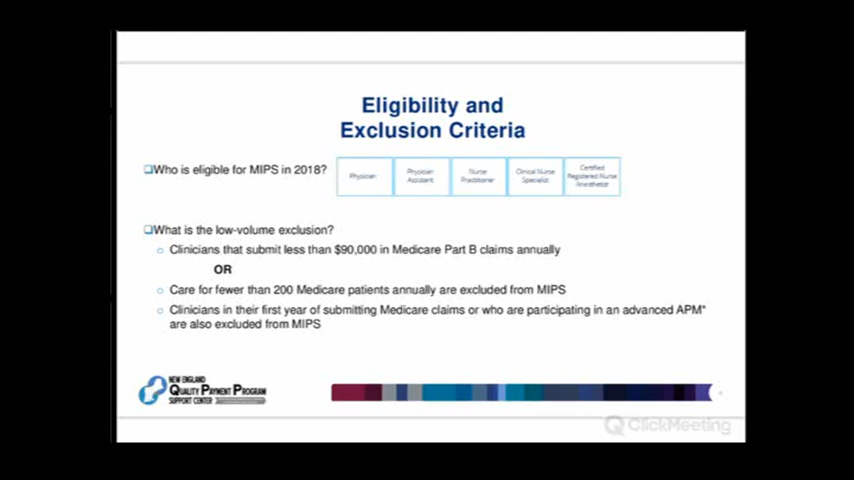 Eligibility and
Exclusion Criteria
❑Who is eligible for MIPS in 2018?
Physician
Physician
Assistant
Nurse
Practitioner
Clinical Nurse
Specialist
Certified
Registered Nurse
Anesthetist
❑What is the low-volume exclusion?
○ Clinicians that submit less than $90,000 in Medicare Part B claims annually
OR
○ Care for fewer than 200 Medicare patients annually are excluded from MIPS
○ Clinicians in their first year of submitting Medicare claims or who are participating in an advanced APM*
are also excluded from MIPS
NEW ENGLAND
QUALITY PAYMENT PROGRAM
SUPPORT CENTER
ClickMeeting